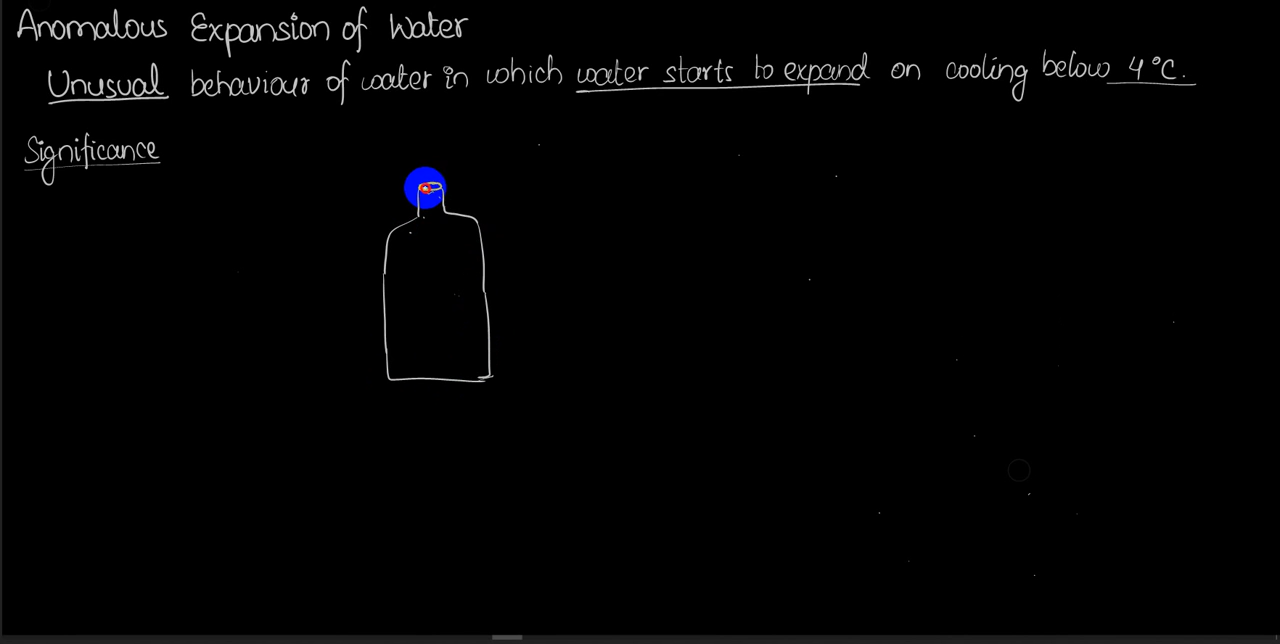 Anomalous Expansion of Water
Unusual behaviour of water in which water starts to expand on cooling below 4°C.
Significance